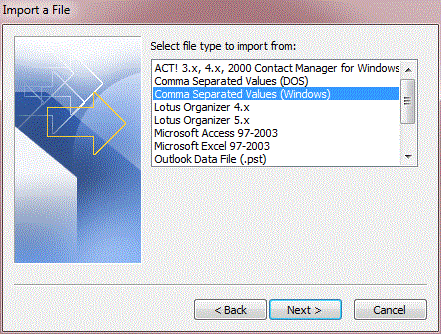 Import a File
Select file type to import from:
ACT! 3.x, 4.x, 2000 Contact Manager for Windows
Comma Separated Values (DOS)
Comma Separated Values (Windows)
Lotus Organizer 4.x
Lotus Organizer 5.x
Microsoft Access 97-2003
Microsoft Excel 97-2003
Outlook Data File (.pst)
< Back
Next >
Cancel